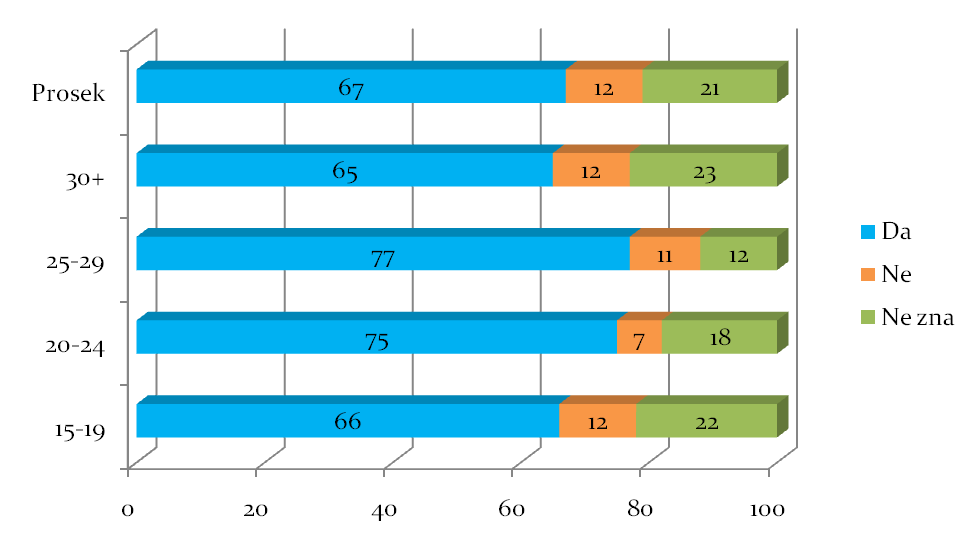 Prosek 67 12 21
30+ 65 12 23
25-29 77 11 12
20-24 75 7 18
15-19 66 12 22
0 20 40 60 80 100
Da
Ne
Ne zna